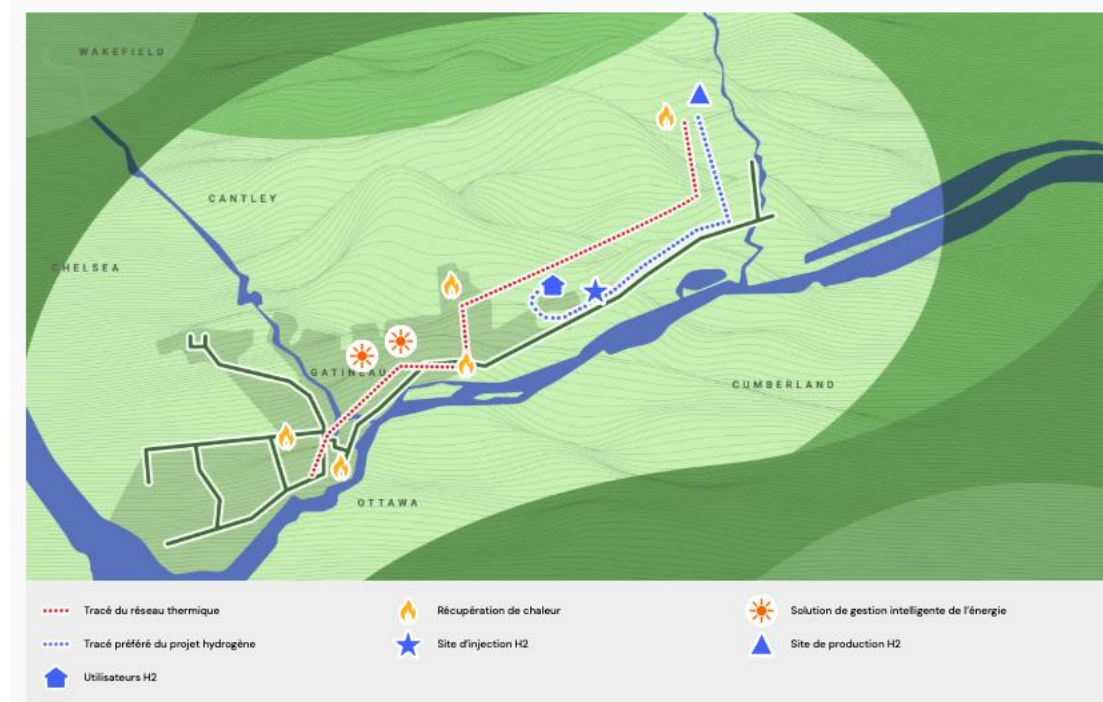 WAKEFIELD
CANTLEY
CHELSEA
GATINEAU
CUMBERLAND
OTTAWA
Tracé du réseau thermique
Récupération de chaleur
Solution de gestion intelligente de l'énergie
Tracé préféré du projet hydrogène
Site d'injection H2
Site de production H2
Utilisateurs H2